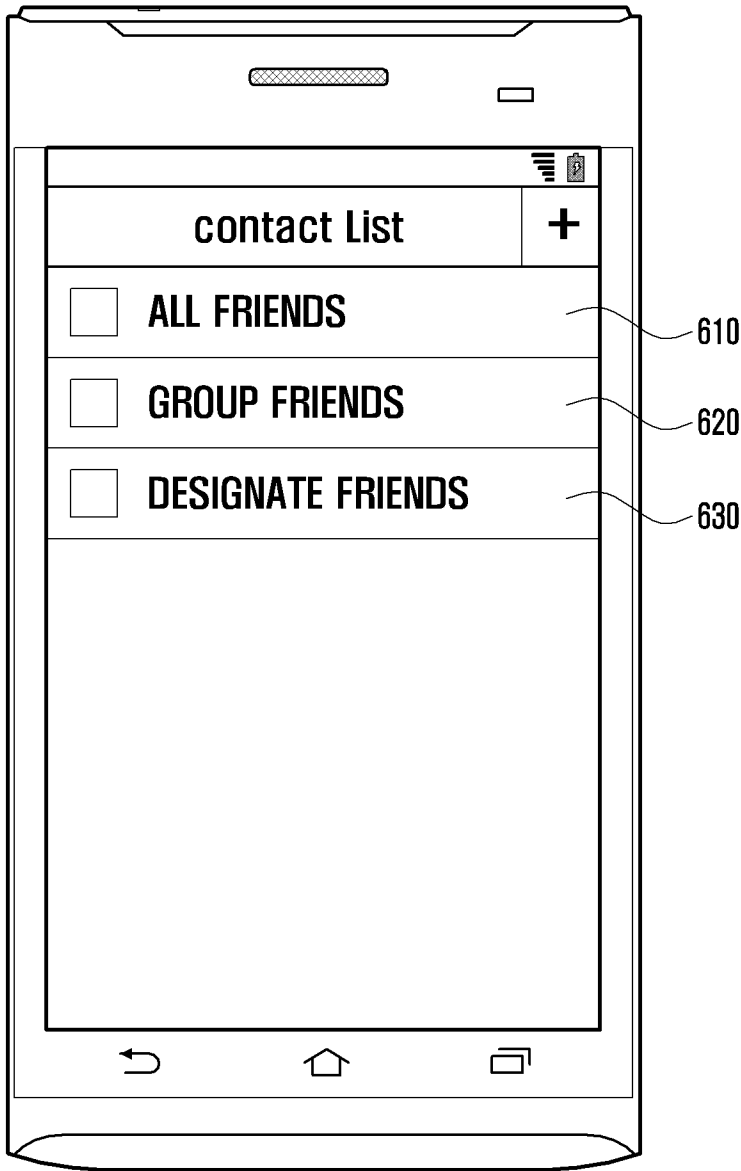 contact List +
ALL FRIENDS
610
GROUP FRIENDS
620
DESIGNATE FRIENDS
630